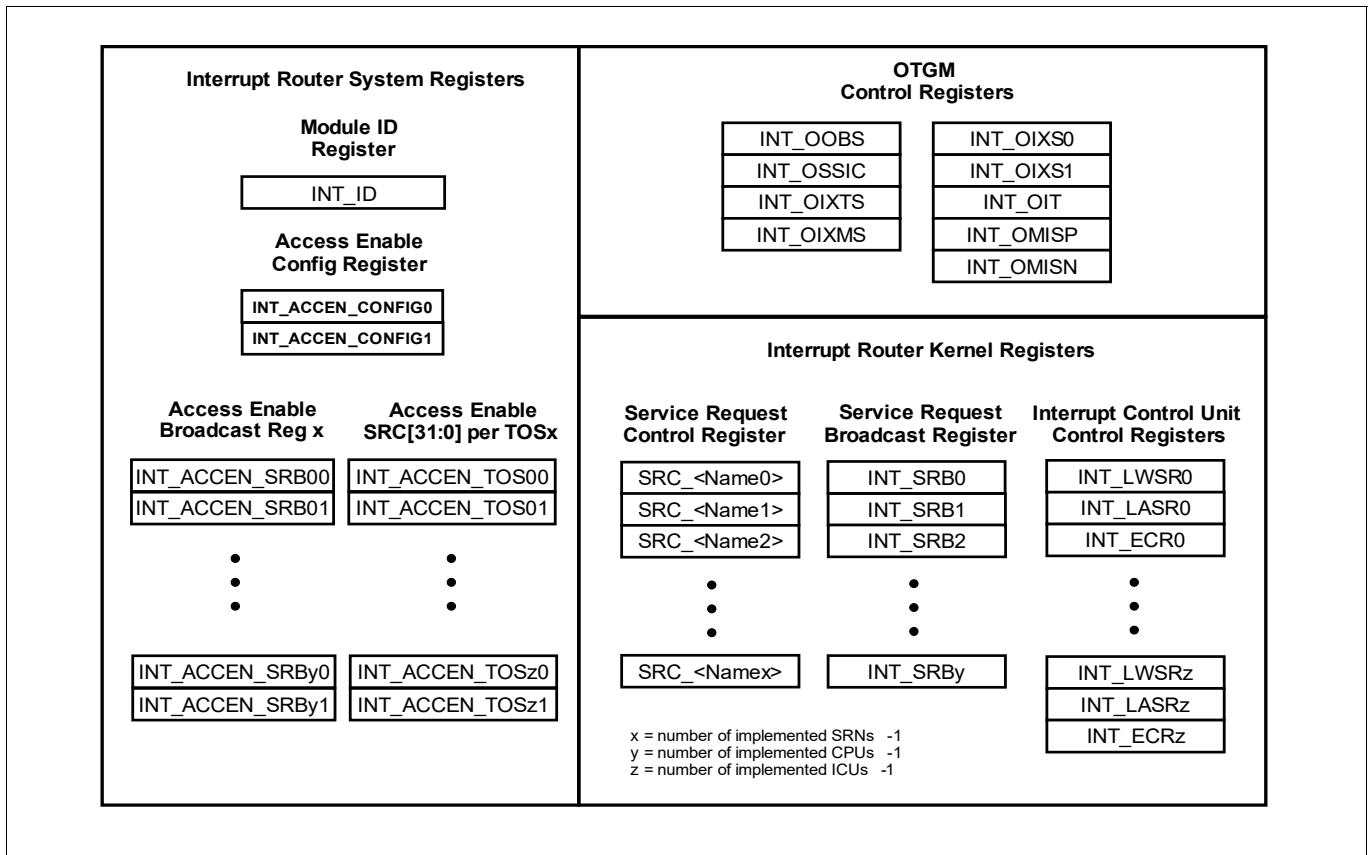 Interrupt Router System Registers
Module ID
Register
INT_ID
Access Enable
Config Register
INT_ACCEN_CONFIG0
INT_ACCEN_CONFIG1
Access Enable
Broadcast Reg x
INT_ACCEN_SRB00
INT_ACCEN_SRB01
INT_ACCEN_SRBy0
INT_ACCEN_SRBy1
Access Enable
SRC[31:0] per TOSx
INT_ACCEN_TOS00
INT_ACCEN_TOS01
INT_ACCEN_TOSz0
INT_ACCEN_TOSz1
OTGM
Control Registers
INT_OOBS
INT_OSSIC
INT_OIXTS
INT_OIXMS
INT_OIXS0
INT_OIXS1
INT_OIT
INT_OMISP
INT_OMISN
Interrupt Router Kernel Registers
Service Request
Control Register
SRC_<Name0>
SRC_<Name1>
SRC_<Name2>
SRC_<Namex>
Service Request
Broadcast Register
INT_SRB0
INT_SRB1
INT_SRB2
INT_SRBy
Interrupt Control Unit
Control Registers
INT_LWSR0
INT_LASR0
INT_ECR0
INT_LWSRz
INT_LASRz
INT_ECRz
x = number of implemented SRNs -1
y = number of implemented CPUs -1
z = number of implemented ICUs -1